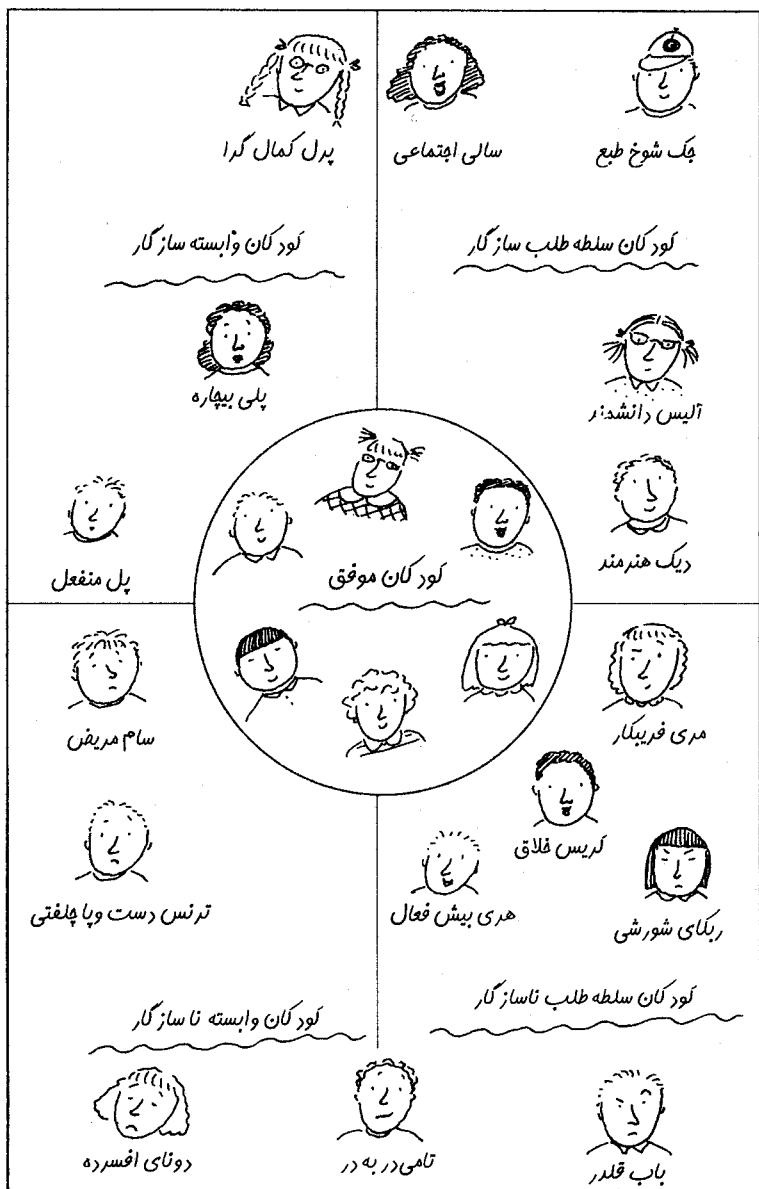 جک شوخ طبع
سالی اجتماعی
پرل کمال گرا
کودکان سلطه طلب سازگار
کودکان وابسته سازگار
آلیس دانشمند
پلی بیچاره
دیک هنرمند
کودکان موفق
پل منفعل
مری فریبکار
سام مریض
کریس خلاق
ربکای شورشی
هری بیش فعال
ترنس دست وپا چلفتی
کودکان سلطه طلب ناسازگار
کودکان وابسته ناسازگار
باب قلدر
تامی در به در
دونای افسرده